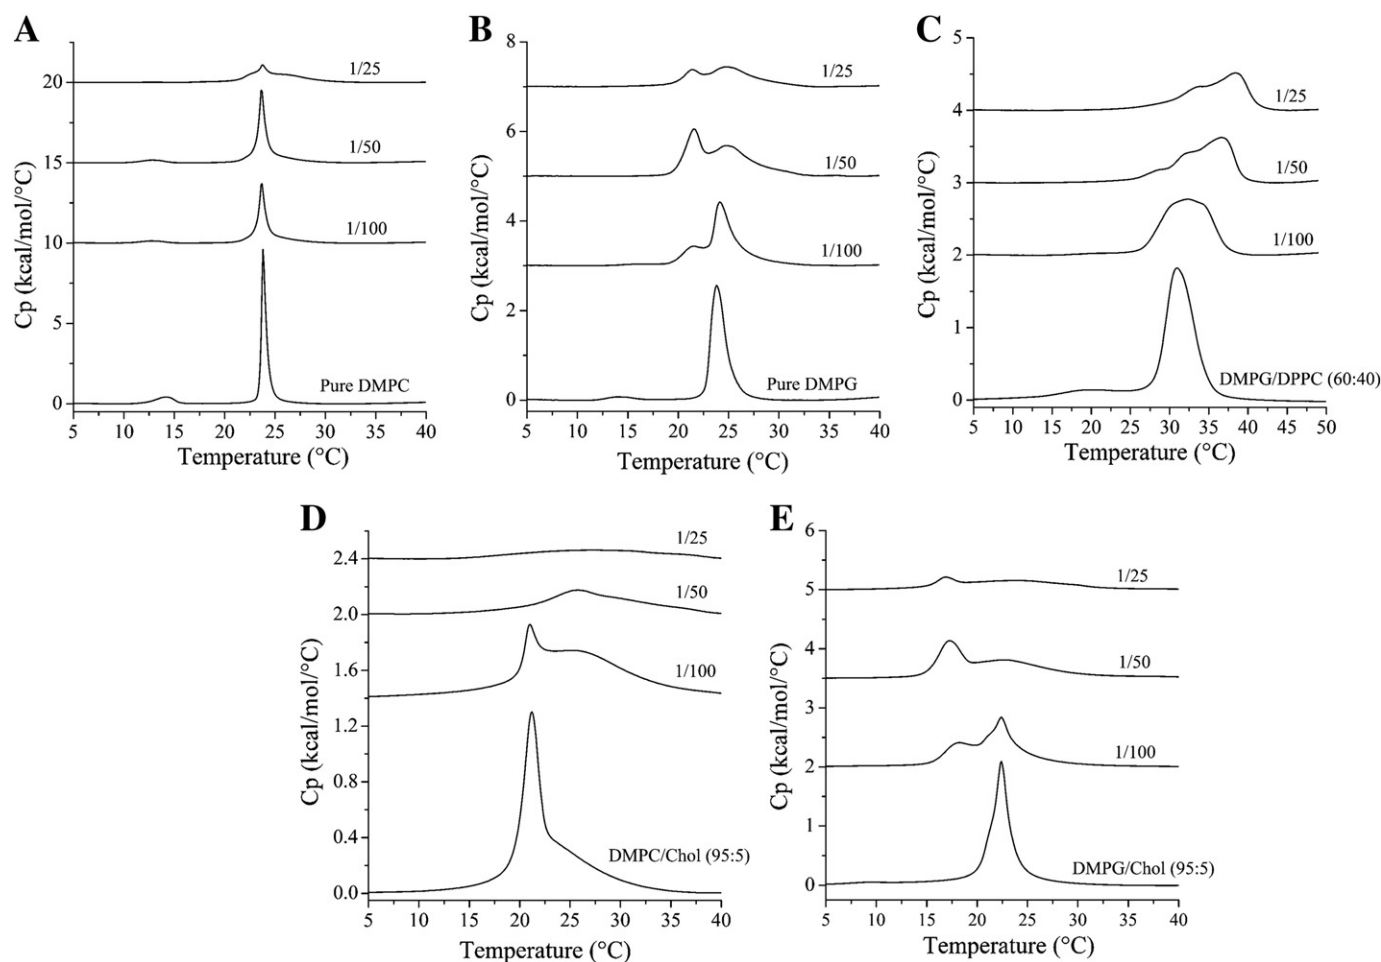 A
Cp (kcal/mol/°C)
20
15
10
5
0
1/25
1/50
1/100
Pure DMPC
5 10 15 20 25 30 35 40
Temperature (°C)
B
Cp (kcal/mol/°C)
8
6
4
2
0
1/25
1/50
1/100
Pure DMPG
5 10 15 20 25 30 35 40
Temperature (°C)
C
Cp (kcal/mol/°C)
5
4
3
2
1
0
1/25
1/50
1/100
DMPG/DPPC (60:40)
5 10 15 20 25 30 35 40 45 50
Temperature (°C)
D
Cp (kcal/mol/°C)
2.4
2.0
1.6
1.2
0.8
0.4
0.0
1/25
1/50
1/100
DMPC/Chol (95:5)
5 10 15 20 25 30 35 40
Temperature (°C)
E
Cp (kcal/mol/°C)
6
5
4
3
2
1
0
1/25
1/50
1/100
DMPG/Chol (95:5)
5 10 15 20 25 30 35 40
Temperature (°C)